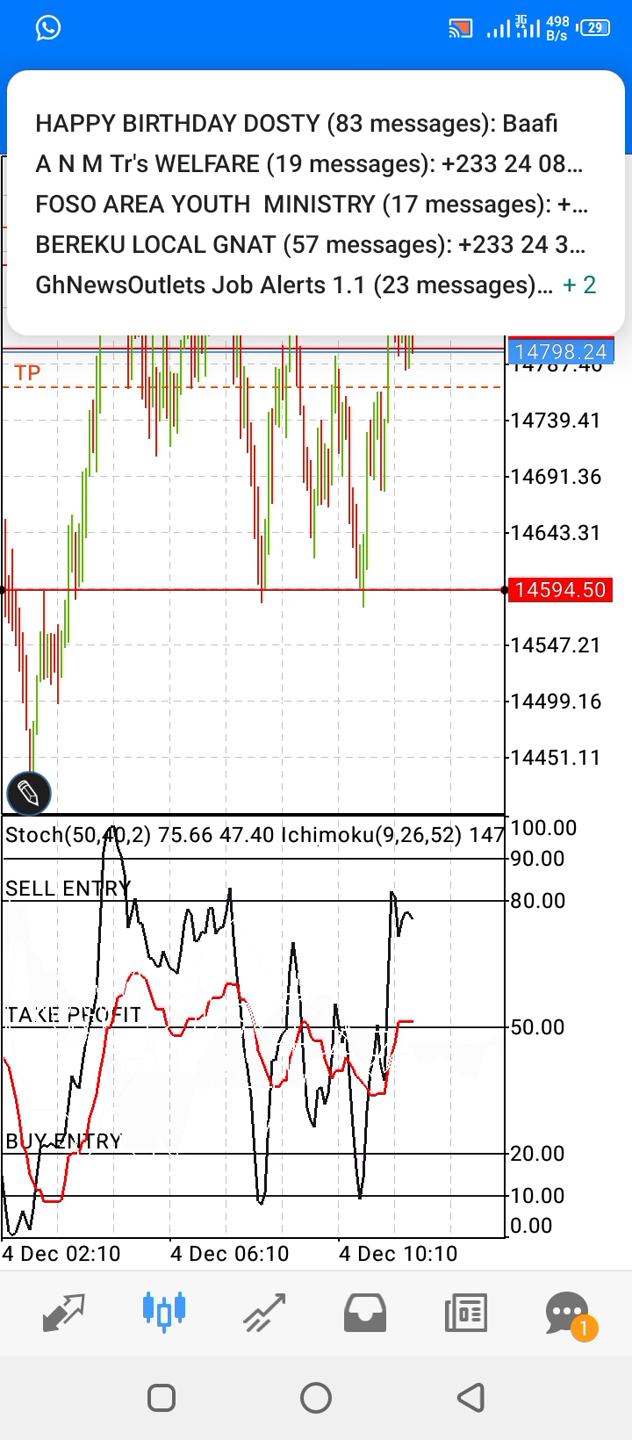 498
B/s
29
HAPPY BIRTHDAY DOSTY (83 messages): Baafi
A N M Tr's WELFARE (19 messages): +233 24 08...
FOSO AREA YOUTH MINISTRY (17 messages): +...
BEREKU LOCAL GNAT (57 messages): +233 24 3...
GhNewsOutlets Job Alerts 1.1 (23 messages)... + 2
14798.24
14787.46
TP
14739.41
14691.36
14643.31
14594.50
14547.21
14499.16
14451.11
Stoch(50,40,2) 75.66 47.40 Ichimoku(9,26,52) 147
100.00
90.00
SELL ENTRY
80.00
TAKE PROFIT
50.00
BUY ENTRY
20.00
10.00
0.00
4 Dec 02:10 4 Dec 06:10 4 Dec 10:10
1